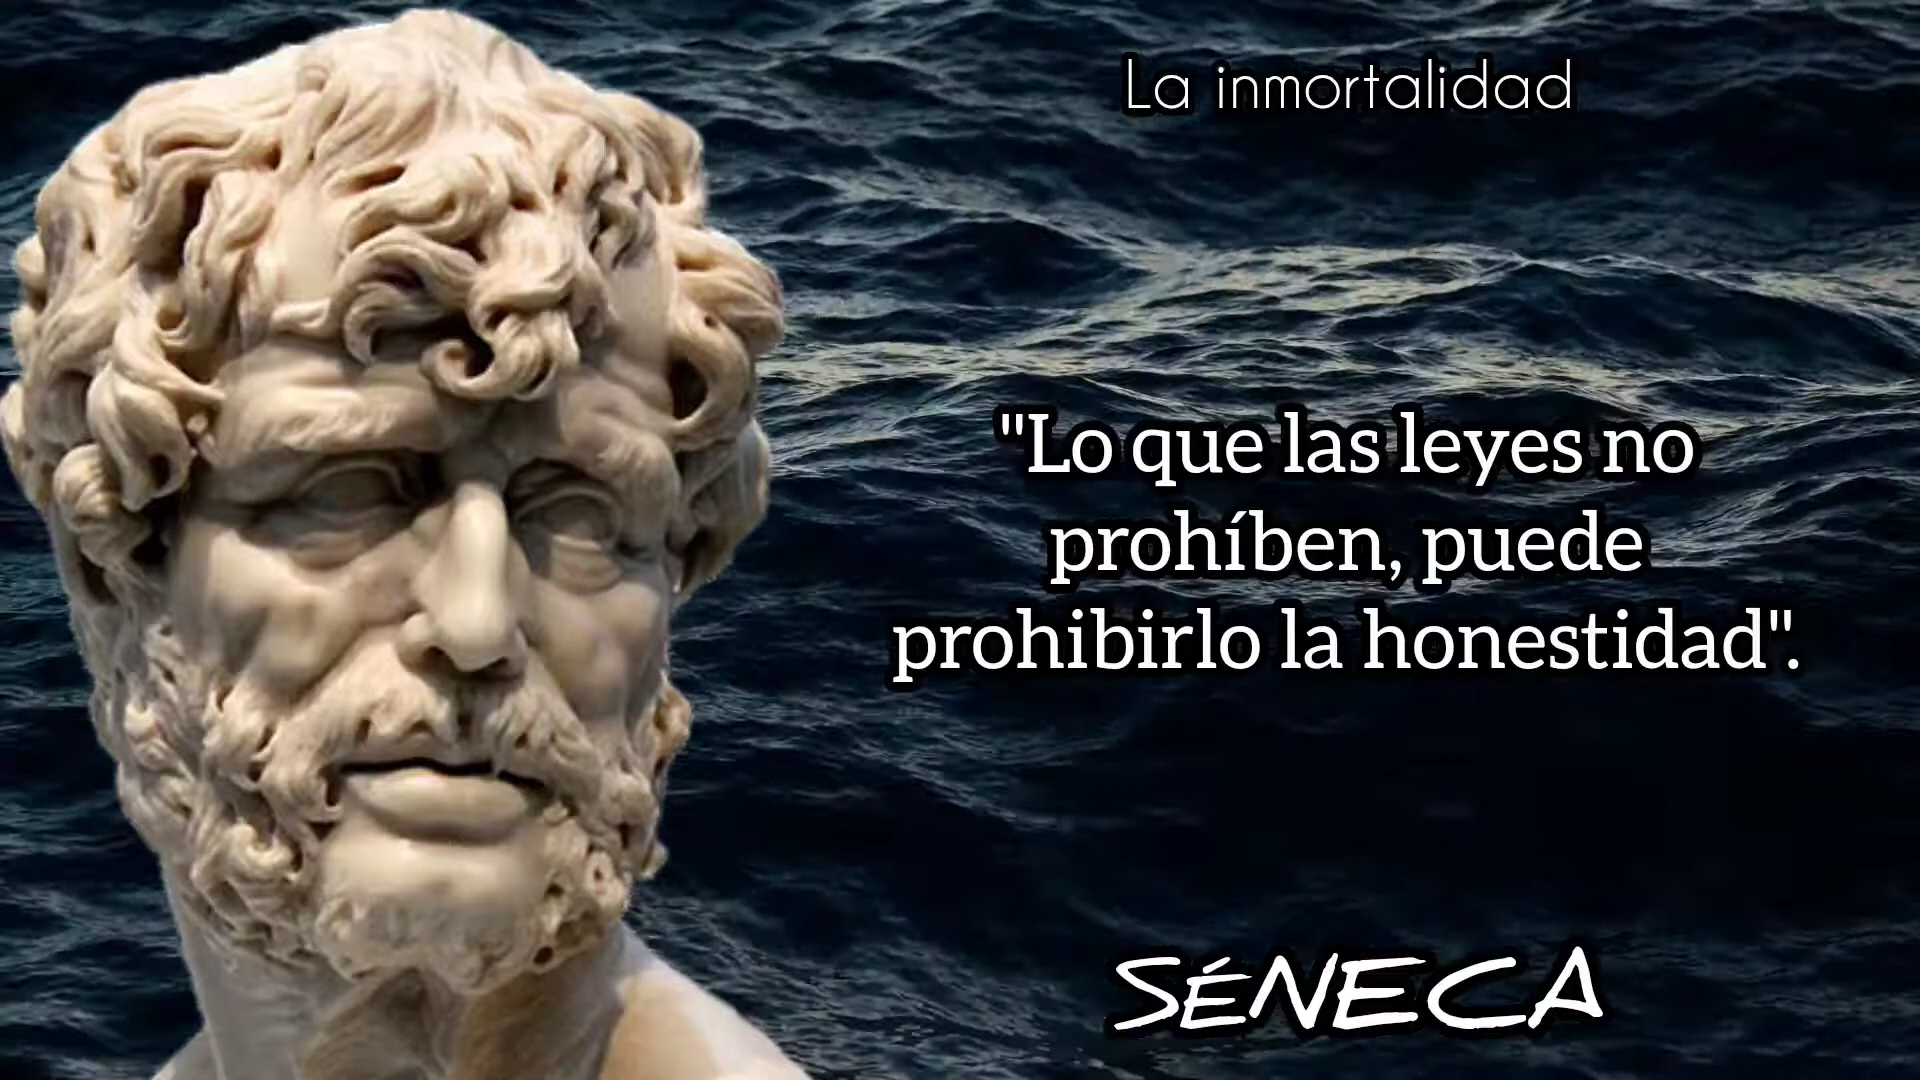 La inmortalidad
"Lo que las leyes no
prohíben, puede
prohibirlo la honestidad".
SÉNECA